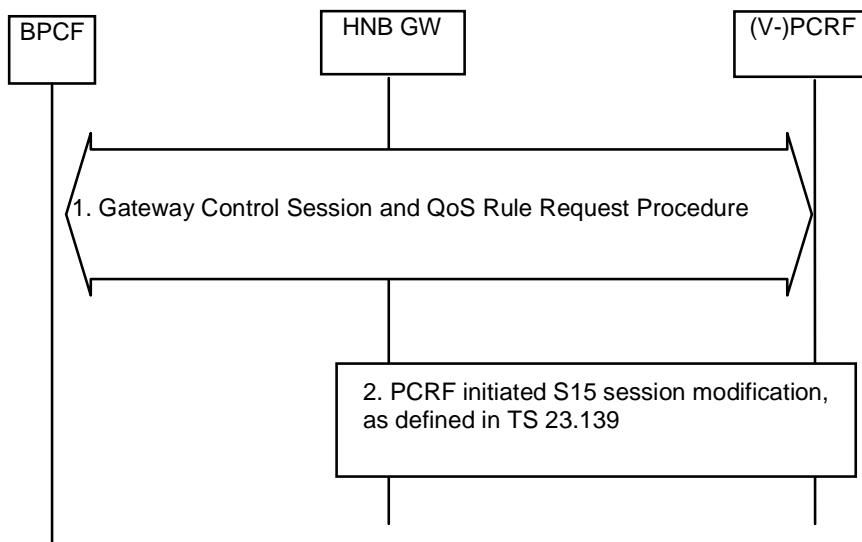 BPCF
HNB GW
(V-)PCRF
1. Gateway Control Session and QoS Rule Request Procedure
2. PCRF initiated S15 session modification,
as defined in TS 23.139